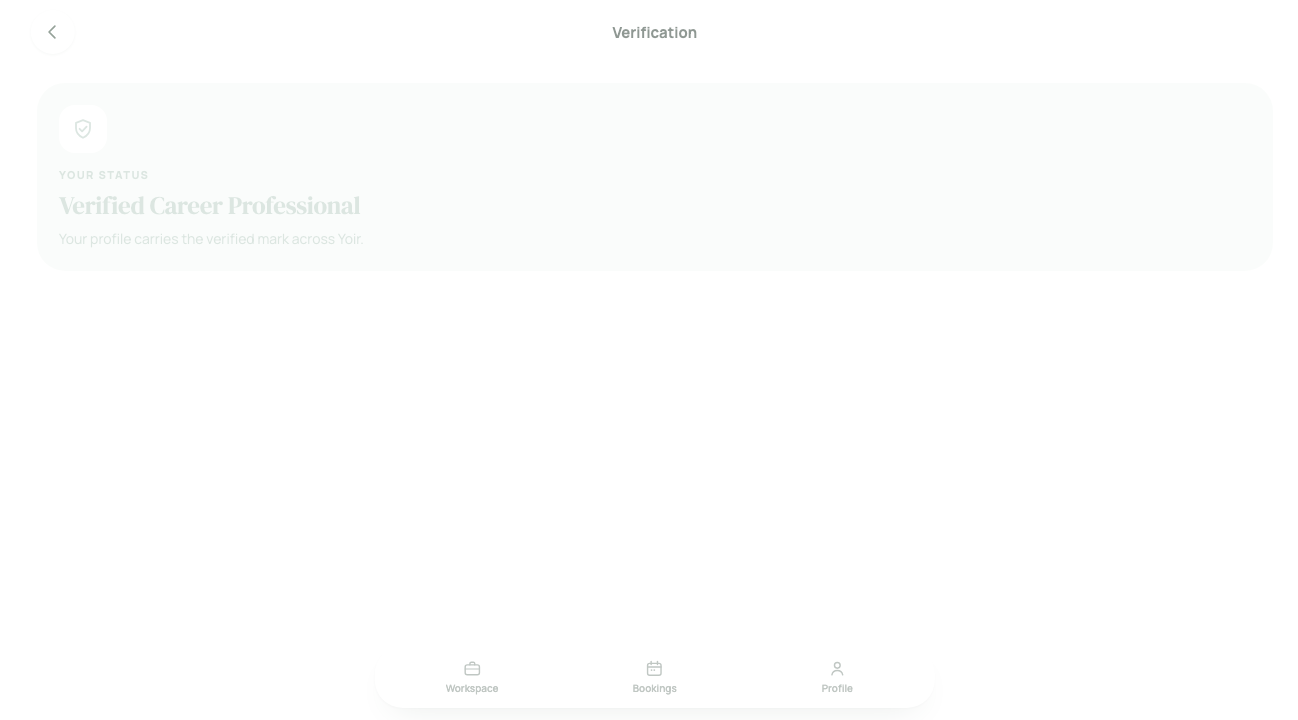 Verification
YOUR STATUS
Verified Career Professional
Your profile carries the verified mark across Yoir.
Workspace
Bookings
Profile